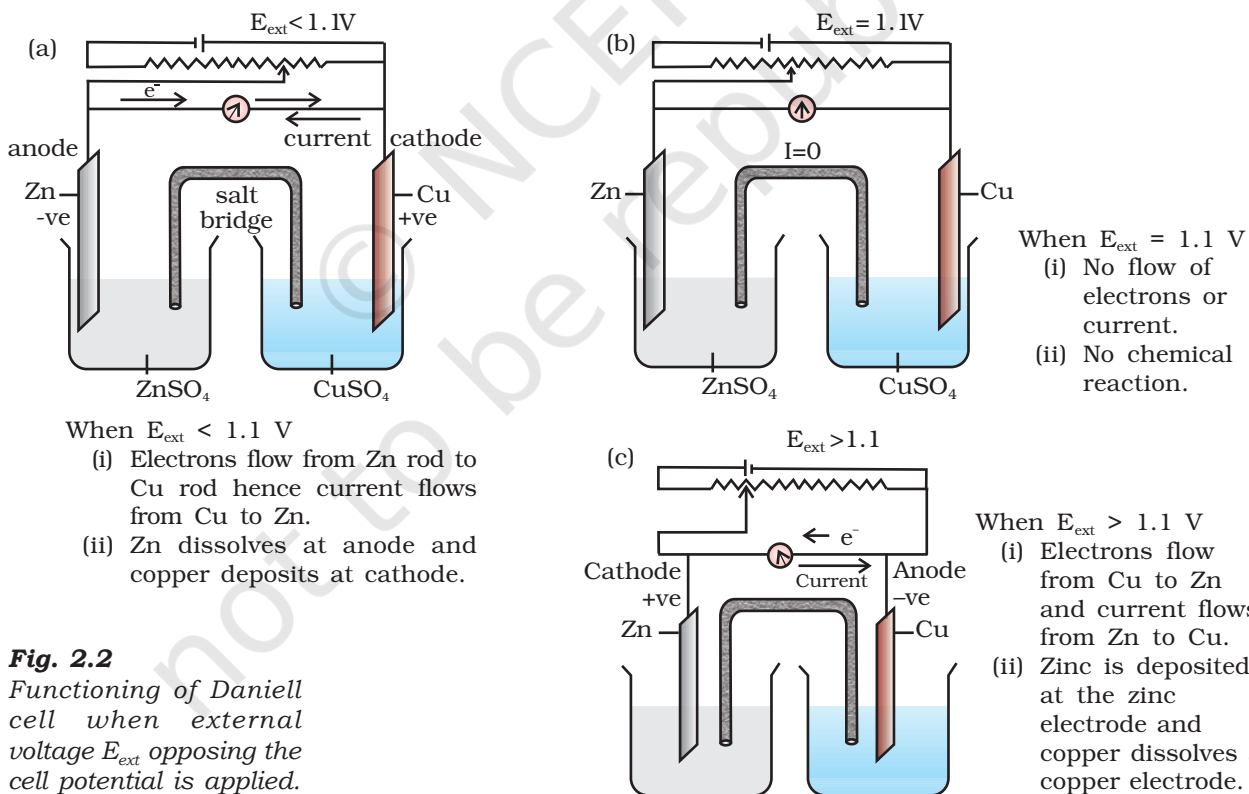 (a)
E_ext < 1.1V
e⁻
current
cathode
anode
Zn
-ve
salt
bridge
Cu
+ve
ZnSO₄
CuSO₄
When E_ext < 1.1 V
(i) Electrons flow from Zn rod to
Cu rod hence current flows
from Cu to Zn.
(ii) Zn dissolves at anode and
copper deposits at cathode.
(b)
E_ext = 1.1V
I=0
Zn
Cu
ZnSO₄
CuSO₄
When E_ext = 1.1 V
(i) No flow of
electrons or
current.
(ii) No chemical
reaction.
(c)
E_ext >1.1
e⁻
Current
Cathode
+ve
Anode
–ve
Zn
Cu
When E_ext > 1.1 V
(i) Electrons flow
from Cu to Zn
and current flows
from Zn to Cu.
(ii) Zinc is deposited
at the zinc
electrode and
copper dissolves
copper electrode.
Fig. 2.2
Functioning of Daniell
cell when external
voltage E_ext opposing the
cell potential is applied.
© NCE
not to be repub